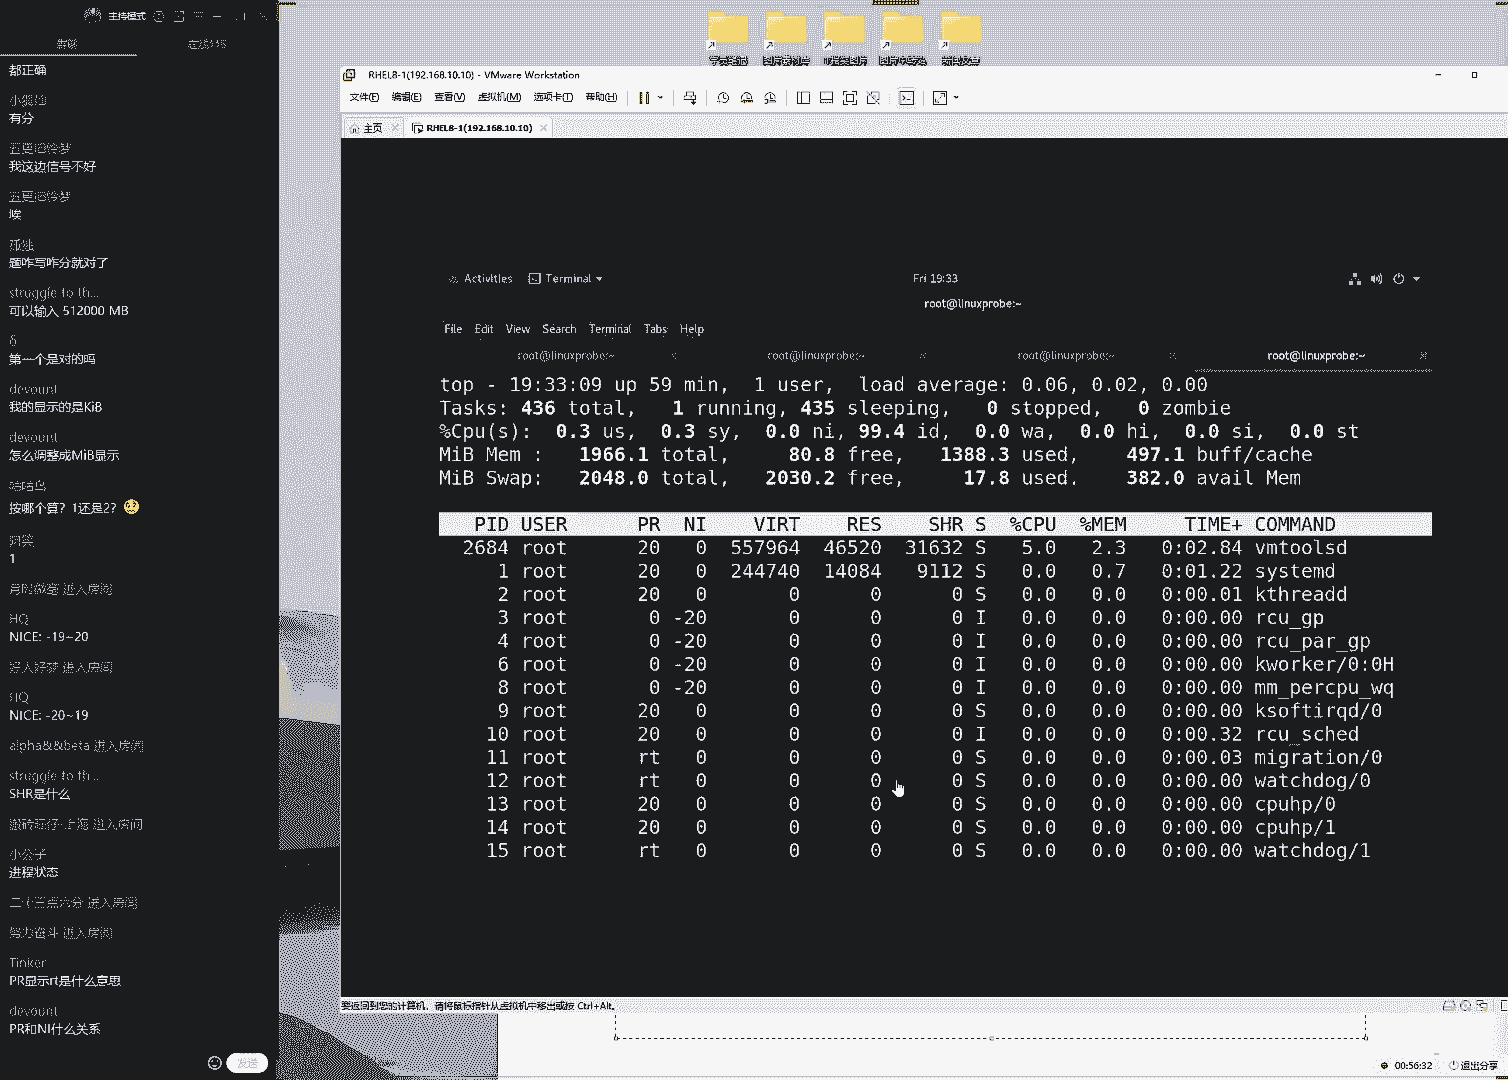 主持模式
都正确
有分
我这边信号不好
埃
孤独
题咋写咋分就对了
struggle to th...
可以输入 512000 MB
6
第一个是对的吗
devount
我的显示的是KiB
devount
怎么调整成MiB显示
按哪个算？1还是2？
1
HQ
NICE: -19~20
HQ
NICE: -20~19
alpha&&beta 进入房间
struggle to th...
SHR是什么
小公子
进程状态
努力奋斗 进入房间
Tinker
PR显示rt是什么意思
devount
PR和NI什么关系
发送
RHEL8-1(192.168.10.10) - VMware Workstation
文件(F) 编辑(E) 查看(V) 虚拟机(M) 选项卡(T) 帮助(H)
主页 RHEL8-1(192.168.10.10)
Activities Terminal Fri 19:33
root@linuxprobe:~
File Edit View Search Terminal Tabs Help
root@linuxprobe:~ root@linuxprobe:~ root@linuxprobe:~ root@linuxprobe:~
top - 19:33:09 up 59 min, 1 user, load average: 0.06, 0.02, 0.00
Tasks: 436 total, 1 running, 435 sleeping, 0 stopped, 0 zombie
%Cpu(s): 0.3 us, 0.3 sy, 0.0 ni, 99.4 id, 0.0 wa, 0.0 hi, 0.0 si, 0.0 st
MiB Mem : 1966.1 total, 80.8 free, 1388.3 used, 497.1 buff/cache
MiB Swap: 2048.0 total, 2030.2 free, 17.8 used. 382.0 avail Mem
PID USER PR NI VIRT RES SHR S %CPU %MEM TIME+ COMMAND
2684 root 20 0 557964 46520 31632 S 5.0 2.3 0:02.84 vmtoolsd
1 root 20 0 244740 14084 9112 S 0.0 0.7 0:01.22 systemd
2 root 20 0 0 0 0 S 0.0 0.0 0:00.01 kthreadd
3 root 0 -20 0 0 0 I 0.0 0.0 0:00.00 rcu_gp
4 root 0 -20 0 0 0 I 0.0 0.0 0:00.00 rcu_par_gp
6 root 0 -20 0 0 0 I 0.0 0.0 0:00.00 kworker/0:0H
8 root 0 -20 0 0 0 I 0.0 0.0 0:00.00 mm_percpu_wq
9 root 20 0 0 0 0 S 0.0 0.0 0:00.00 ksoftirqd/0
10 root 20 0 0 0 0 I 0.0 0.0 0:00.32 rcu_sched
11 root rt 0 0 0 0 S 0.0 0.0 0:00.03 migration/0
12 root rt 0 0 0 0 S 0.0 0.0 0:00.00 watchdog/0
13 root 20 0 0 0 0 S 0.0 0.0 0:00.00 cpuhp/0
14 root 20 0 0 0 0 S 0.0 0.0 0:00.00 cpuhp/1
15 root rt 0 0 0 0 S 0.0 0.0 0:00.00 watchdog/1
要返回到您的计算机，请将鼠标指针从虚拟机中移出或按 Ctrl+Alt。
00:56:32 退出分享